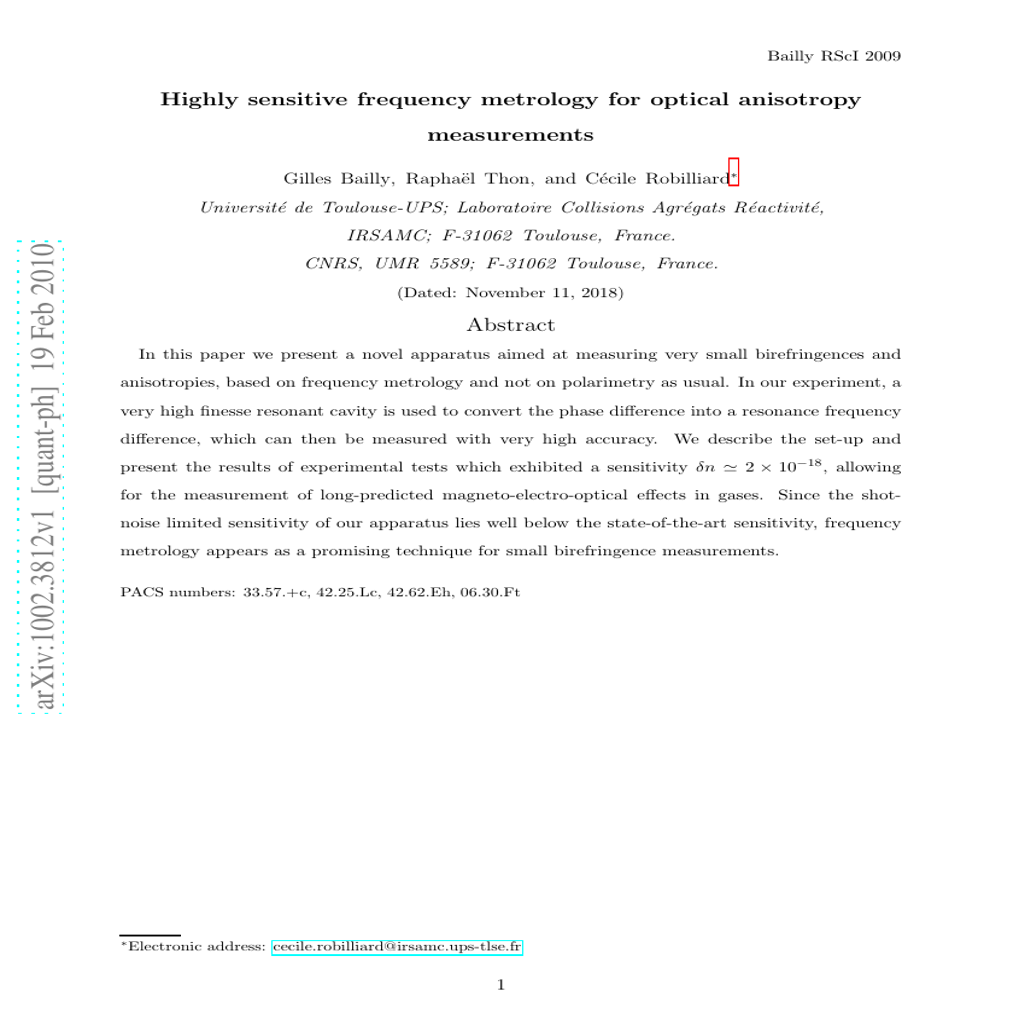 Bailly RScI 2009
Highly sensitive frequency metrology for optical anisotropy
measurements
Gilles Bailly, Raphaël Thon, and Cécile Robilliard*
Université de Toulouse-UPS; Laboratoire Collisions Agrégats Réactivité,
IRSAMC; F-31062 Toulouse, France.
CNRS, UMR 5589; F-31062 Toulouse, France.
(Dated: November 11, 2018)
Abstract
In this paper we present a novel apparatus aimed at measuring very small birefringences and
anisotropies, based on frequency metrology and not on polarimetry as usual. In our experiment, a
very high finesse resonant cavity is used to convert the phase difference into a resonance frequency
difference, which can then be measured with very high accuracy. We describe the set-up and
present the results of experimental tests which exhibited a sensitivity δn ≃ 2 × 10⁻¹⁸, allowing
for the measurement of long-predicted magneto-electro-optical effects in gases. Since the shot-
noise limited sensitivity of our apparatus lies well below the state-of-the-art sensitivity, frequency
metrology appears as a promising technique for small birefringence measurements.
PACS numbers: 33.57.+c, 42.25.Lc, 42.62.Eh, 06.30.Ft
arXiv:1002.3812v1 [quant-ph] 19 Feb 2010
*Electronic address: cecile.robilliard@irsamc.ups-tlse.fr
1